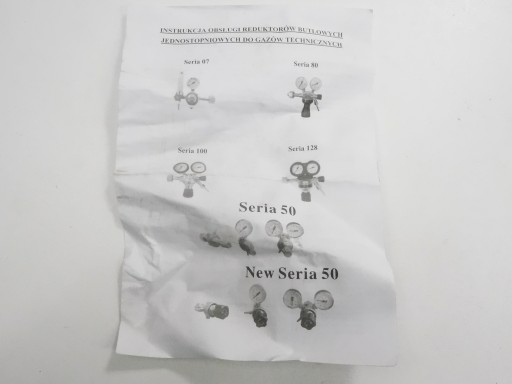 INSTRUKCJA OBSŁUGI REDUKTORÓW BUTLOWYCH
JEDNOSTOPNIOWYCH DO GAZÓW TECHNICZNYCH
Seria 97
Seria 80
Seria 100
Seria 128
Seria 50
New Seria 50